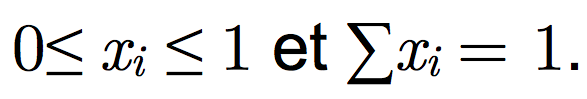 0≤ xᵢ ≤ 1 et ∑xᵢ = 1.